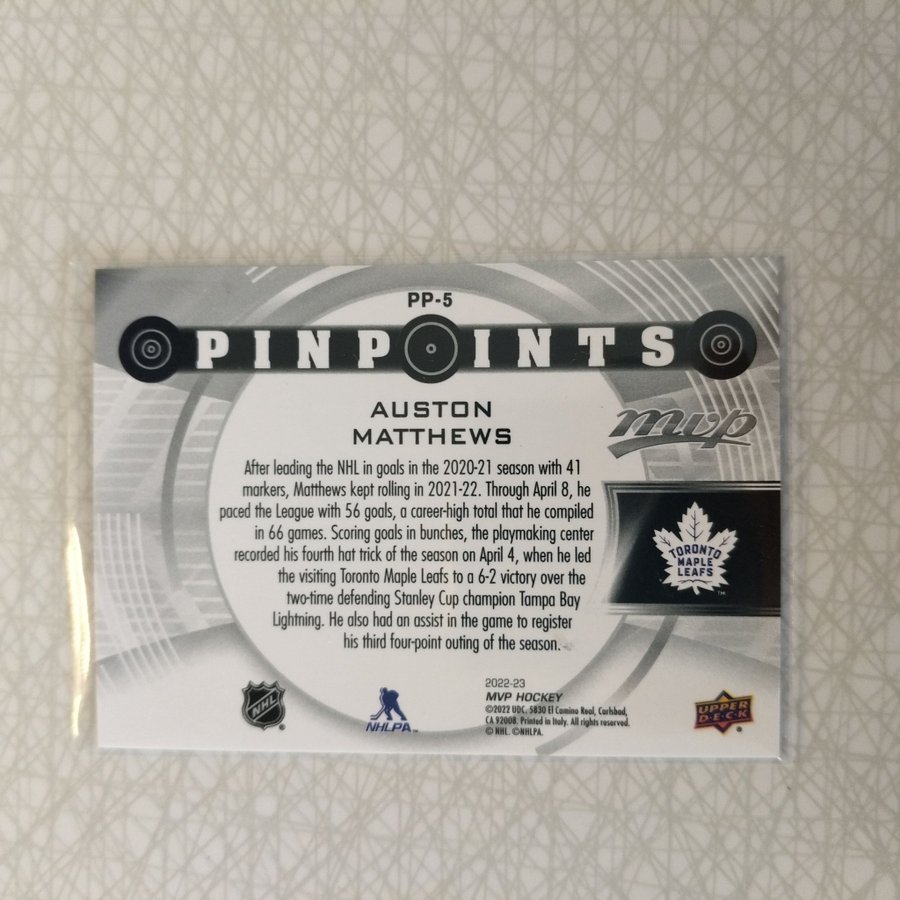 PP-5
PINPOINTS
AUSTON
MATTHEWS
mvp
After leading the NHL in goals in the 2020-21 season with 41
markers, Matthews kept rolling in 2021-22. Through April 8, he
paced the League with 56 goals, a career-high total that he compiled
in 66 games. Scoring goals in bunches, the playmaking center
recorded his fourth hat trick of the season on April 4, when he led
the visiting Toronto Maple Leafs to a 6-2 victory over the
two-time defending Stanley Cup champion Tampa Bay
Lightning. He also had an assist in the game to register
his third four-point outing of the season.
TORONTO
MAPLE
LEAFS
TM
NHL
NHLPA
2022-23
MVP HOCKEY
©2022 UDC. 5830 El Camino Real, Carlsbad,
CA 92008. Printed in Italy. All rights reserved.
© NHL. ©NHLPA.
UPPER
DECK